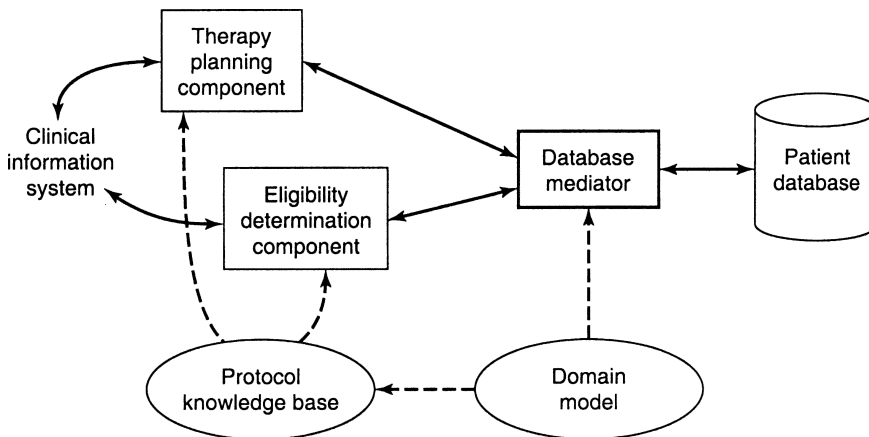 Therapy
planning
component
Clinical
information
system
Eligibility
determination
component
Database
mediator
Patient
database
Protocol
knowledge base
Domain
model